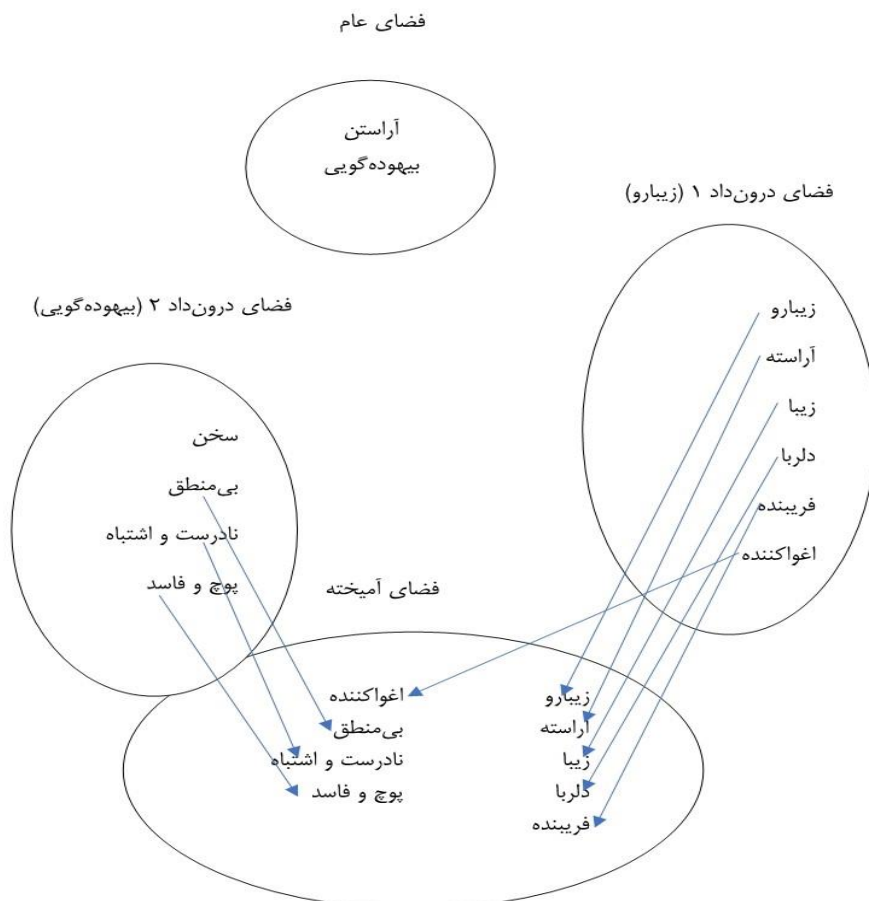 فضای عام
آراستن
بیهوده‌گویی
فضای درون‌داد ۱ (زیبارو)
زیبارو
آراسته
زیبا
دلربا
فریبنده
اغواکننده
فضای درون‌داد ۲ (بیهوده‌گویی)
سخن
بی‌منطق
نادرست و اشتباه
پوچ و فاسد
فضای آمیخته
زیبارو
آراسته
زیبا
دلربا
فریبنده
اغواکننده
بی‌منطق
نادرست و اشتباه
پوچ و فاسد